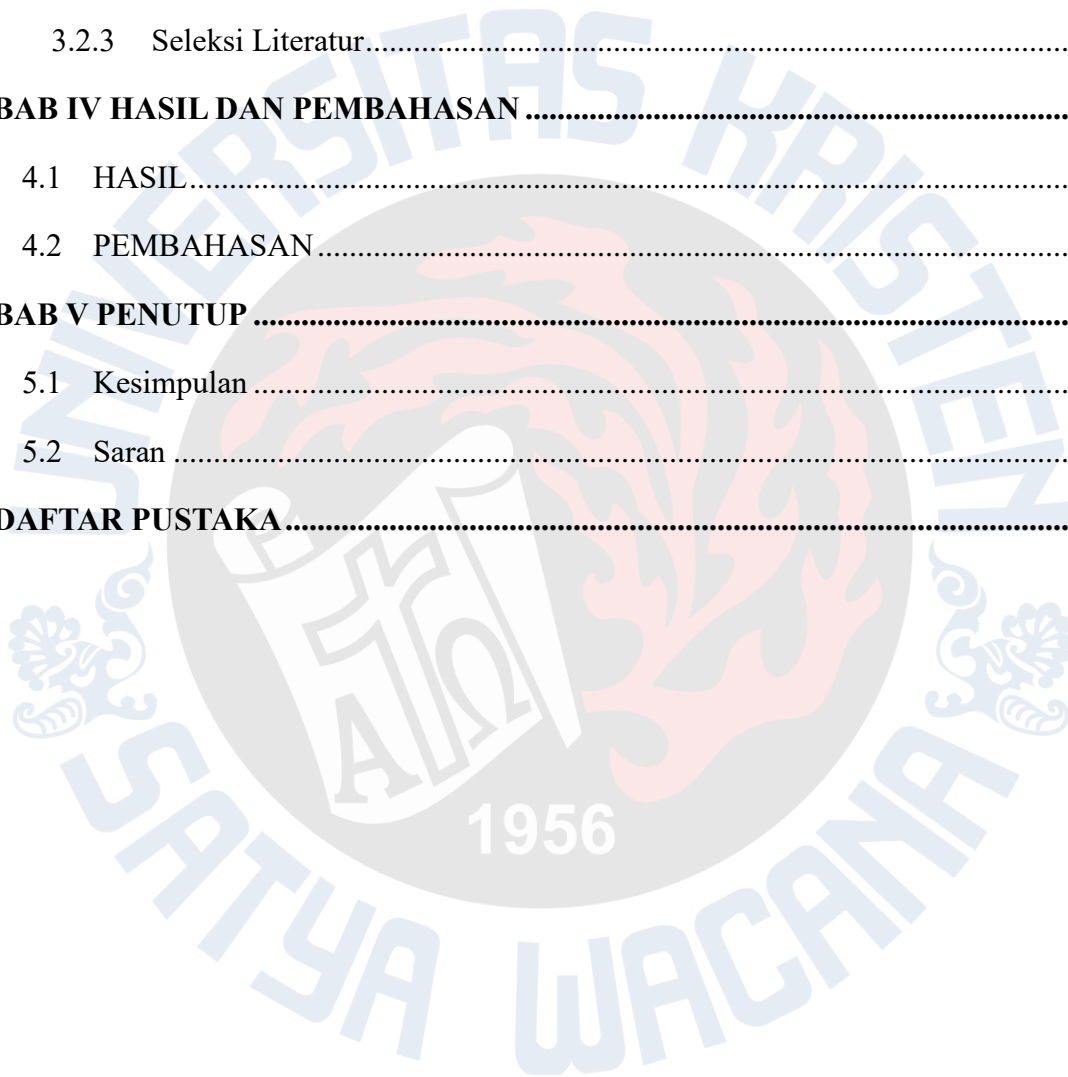 3.2.3 Seleksi Literatur
BAB IV HASIL DAN PEMBAHASAN
4.1 HASIL
4.2 PEMBAHASAN
BAB V PENUTUP
5.1 Kesimpulan
5.2 Saran
DAFTAR PUSTAKA
UNIVERSITAS KRISTEN
SATYA WACANA
A Ω
1956